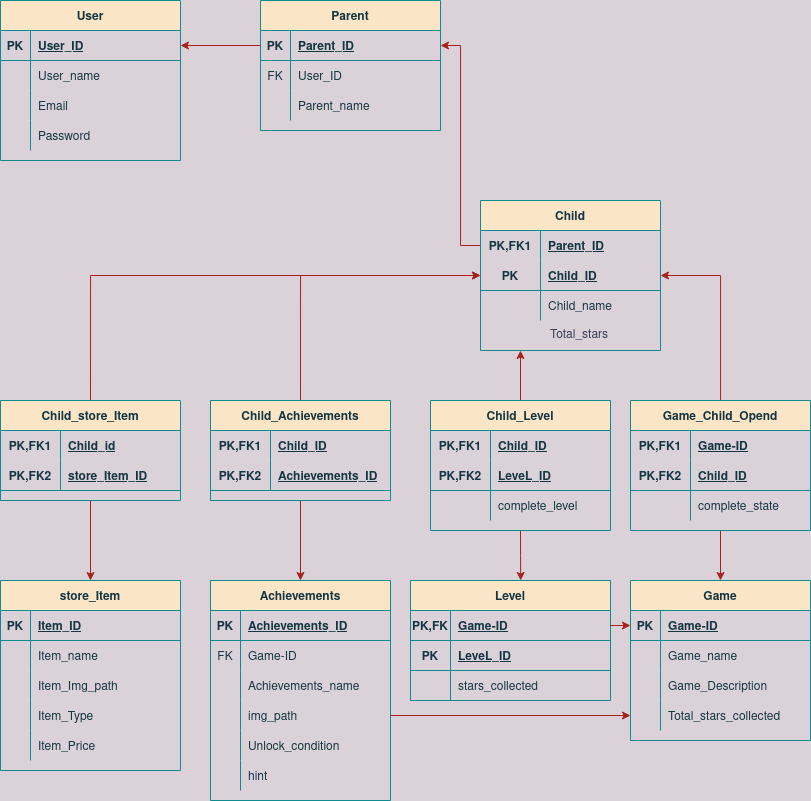 User
PK User_ID
User_name
Email
Password
Parent
PK Parent_ID
FK User_ID
Parent_name
Child
PK,FK1 Parent_ID
PK Child_ID
Child_name
Total_stars
Child_store_Item
PK,FK1 Child_id
PK,FK2 store_Item_ID
Child_Achievements
PK,FK1 Child_ID
PK,FK2 Achievements_ID
Child_Level
PK,FK1 Child_ID
PK,FK2 LeveL_ID
complete_level
Game_Child_Opend
PK,FK1 Game-ID
PK,FK2 Child_ID
complete_state
store_Item
PK Item_ID
Item_name
Item_Img_path
Item_Type
Item_Price
Achievements
PK Achievements_ID
FK Game-ID
Achievements_name
img_path
Unlock_condition
hint
Level
PK,FK Game-ID
PK LeveL_ID
stars_collected
Game
PK Game-ID
Game_name
Game_Description
Total_stars_collected